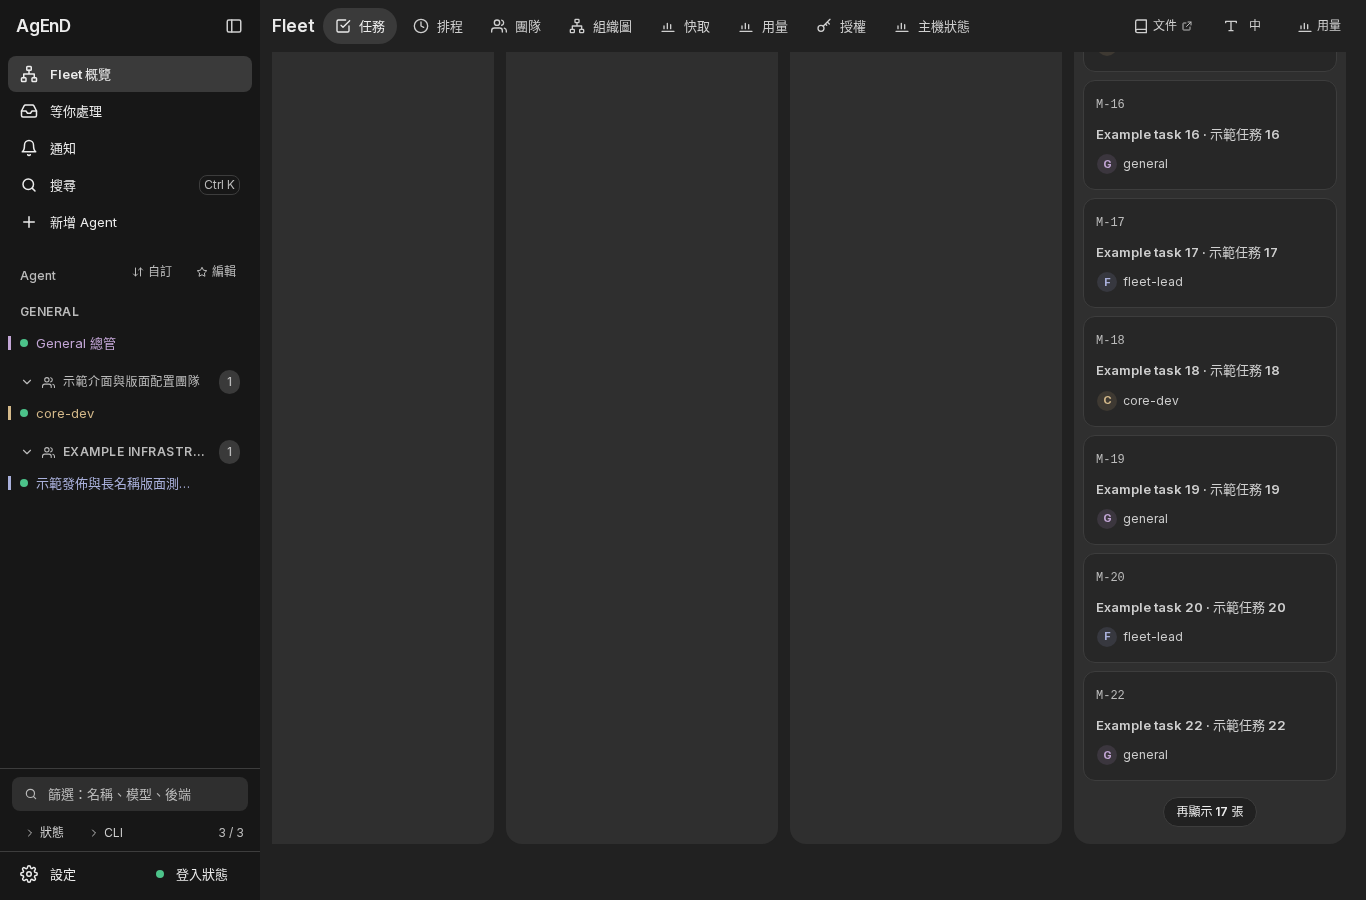 AgEnD
Fleet 概覽
等你處理
通知
搜尋
Ctrl K
新增 Agent
Agent
自訂
編輯
GENERAL
General 總管
示範介面與版面配置團隊
1
core-dev
EXAMPLE INFRASTR...
1
示範發佈與長名稱版面測...
篩選：名稱、模型、後端
狀態
CLI
3 / 3
設定
登入狀態
Fleet
任務
排程
團隊
組織圖
快取
用量
授權
主機狀態
文件
中
用量
M-16
Example task 16 · 示範任務 16
G
general
M-17
Example task 17 · 示範任務 17
F
fleet-lead
M-18
Example task 18 · 示範任務 18
C
core-dev
M-19
Example task 19 · 示範任務 19
G
general
M-20
Example task 20 · 示範任務 20
F
fleet-lead
M-22
Example task 22 · 示範任務 22
G
general
再顯示 17 張